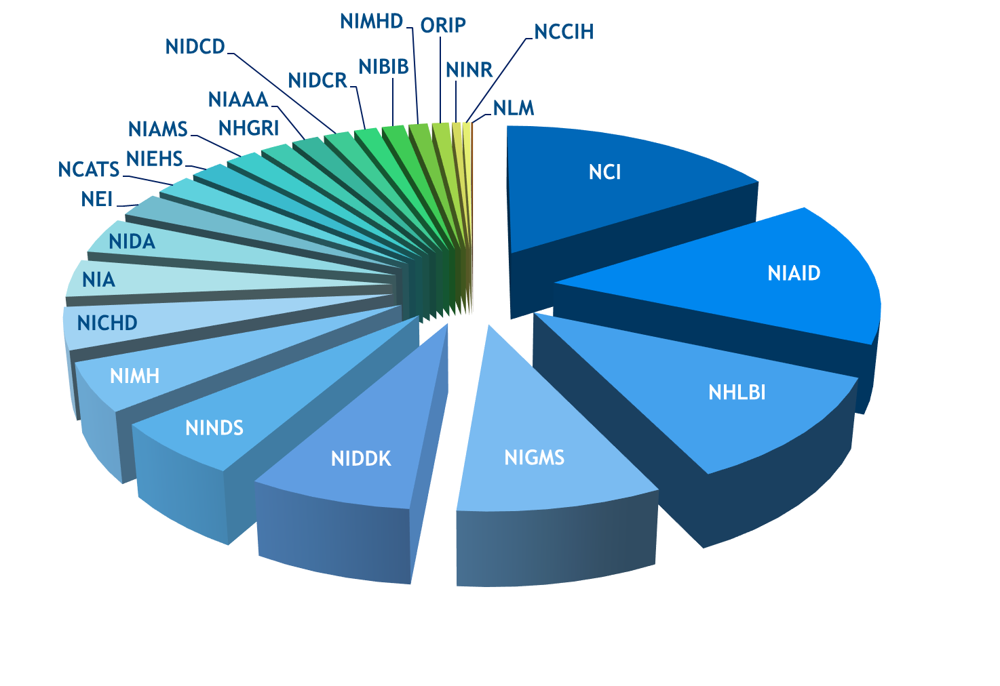 NIMHD
ORIP
NCCIH
NIDCD
NIBIB
NINR
NIDCR
NIAAA
NLM
NIAMS
NHGRI
NIEHS
NCATS
NCI
NEI
NIDA
NIAID
NIA
NICHD
NIMH
NHLBI
NINDS
NIDDK
NIGMS